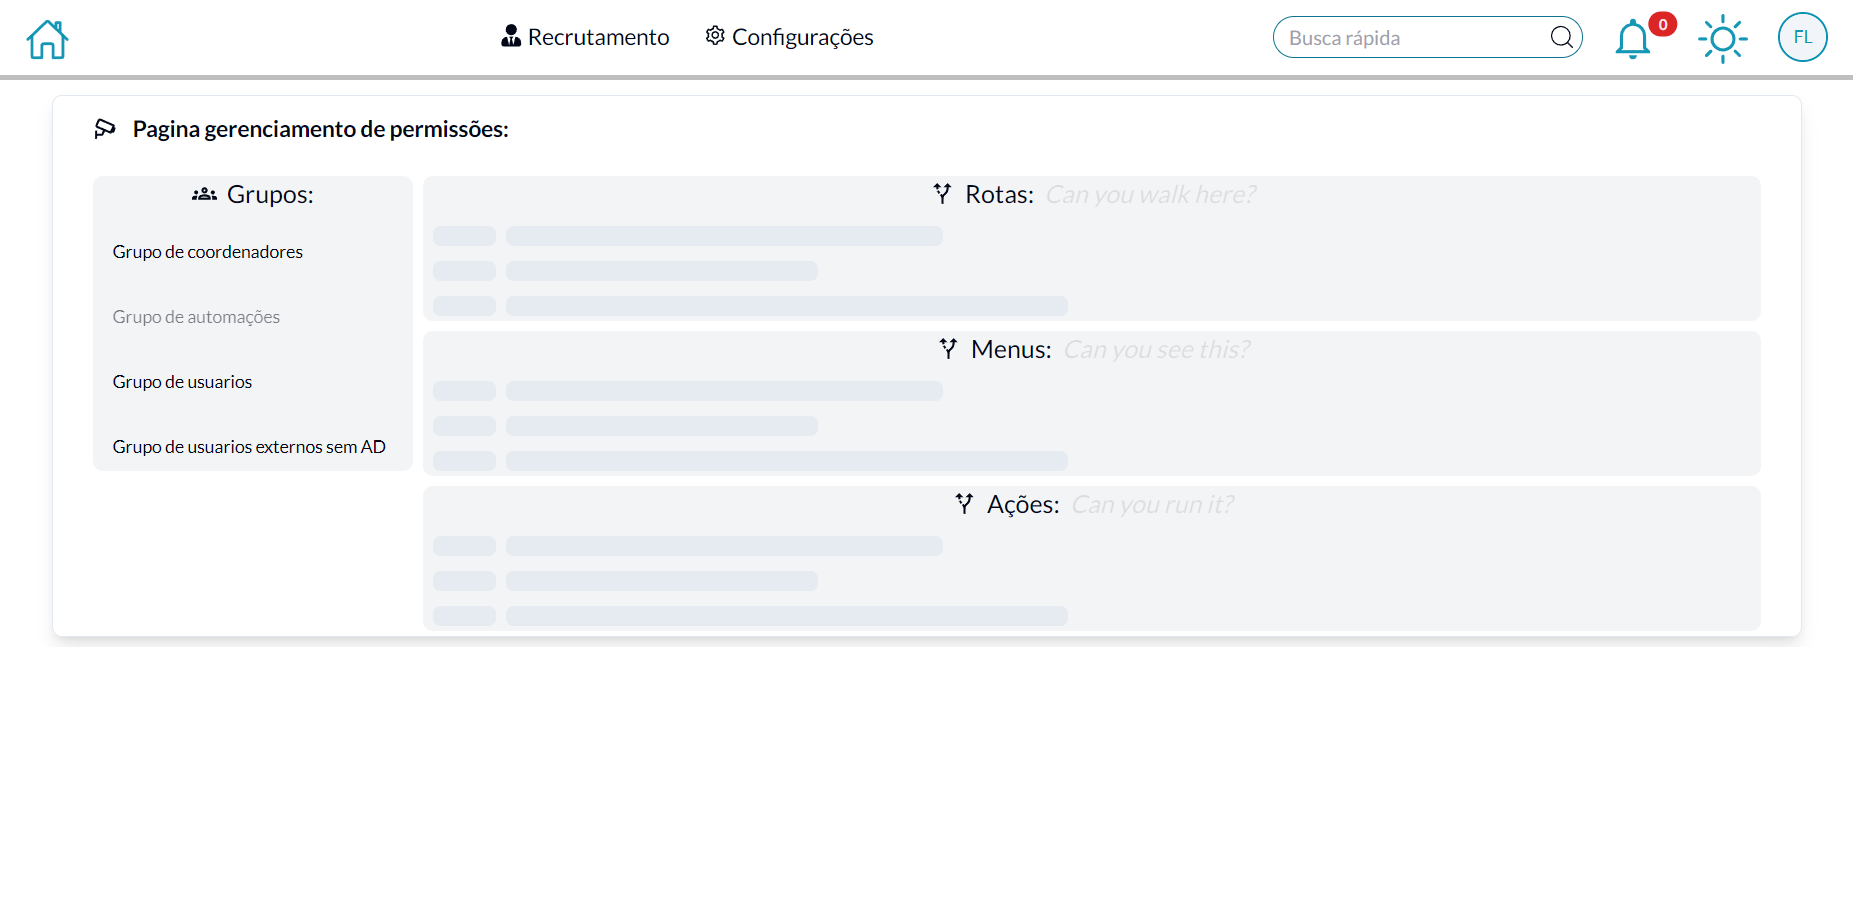 Recrutamento
Configurações
Busca rápida
0
FL
Pagina gerenciamento de permissões:
Grupos:
Grupo de coordenadores
Grupo de automações
Grupo de usuarios
Grupo de usuarios externos sem AD
Rotas: Can you walk here?
Menus: Can you see this?
Ações: Can you run it?